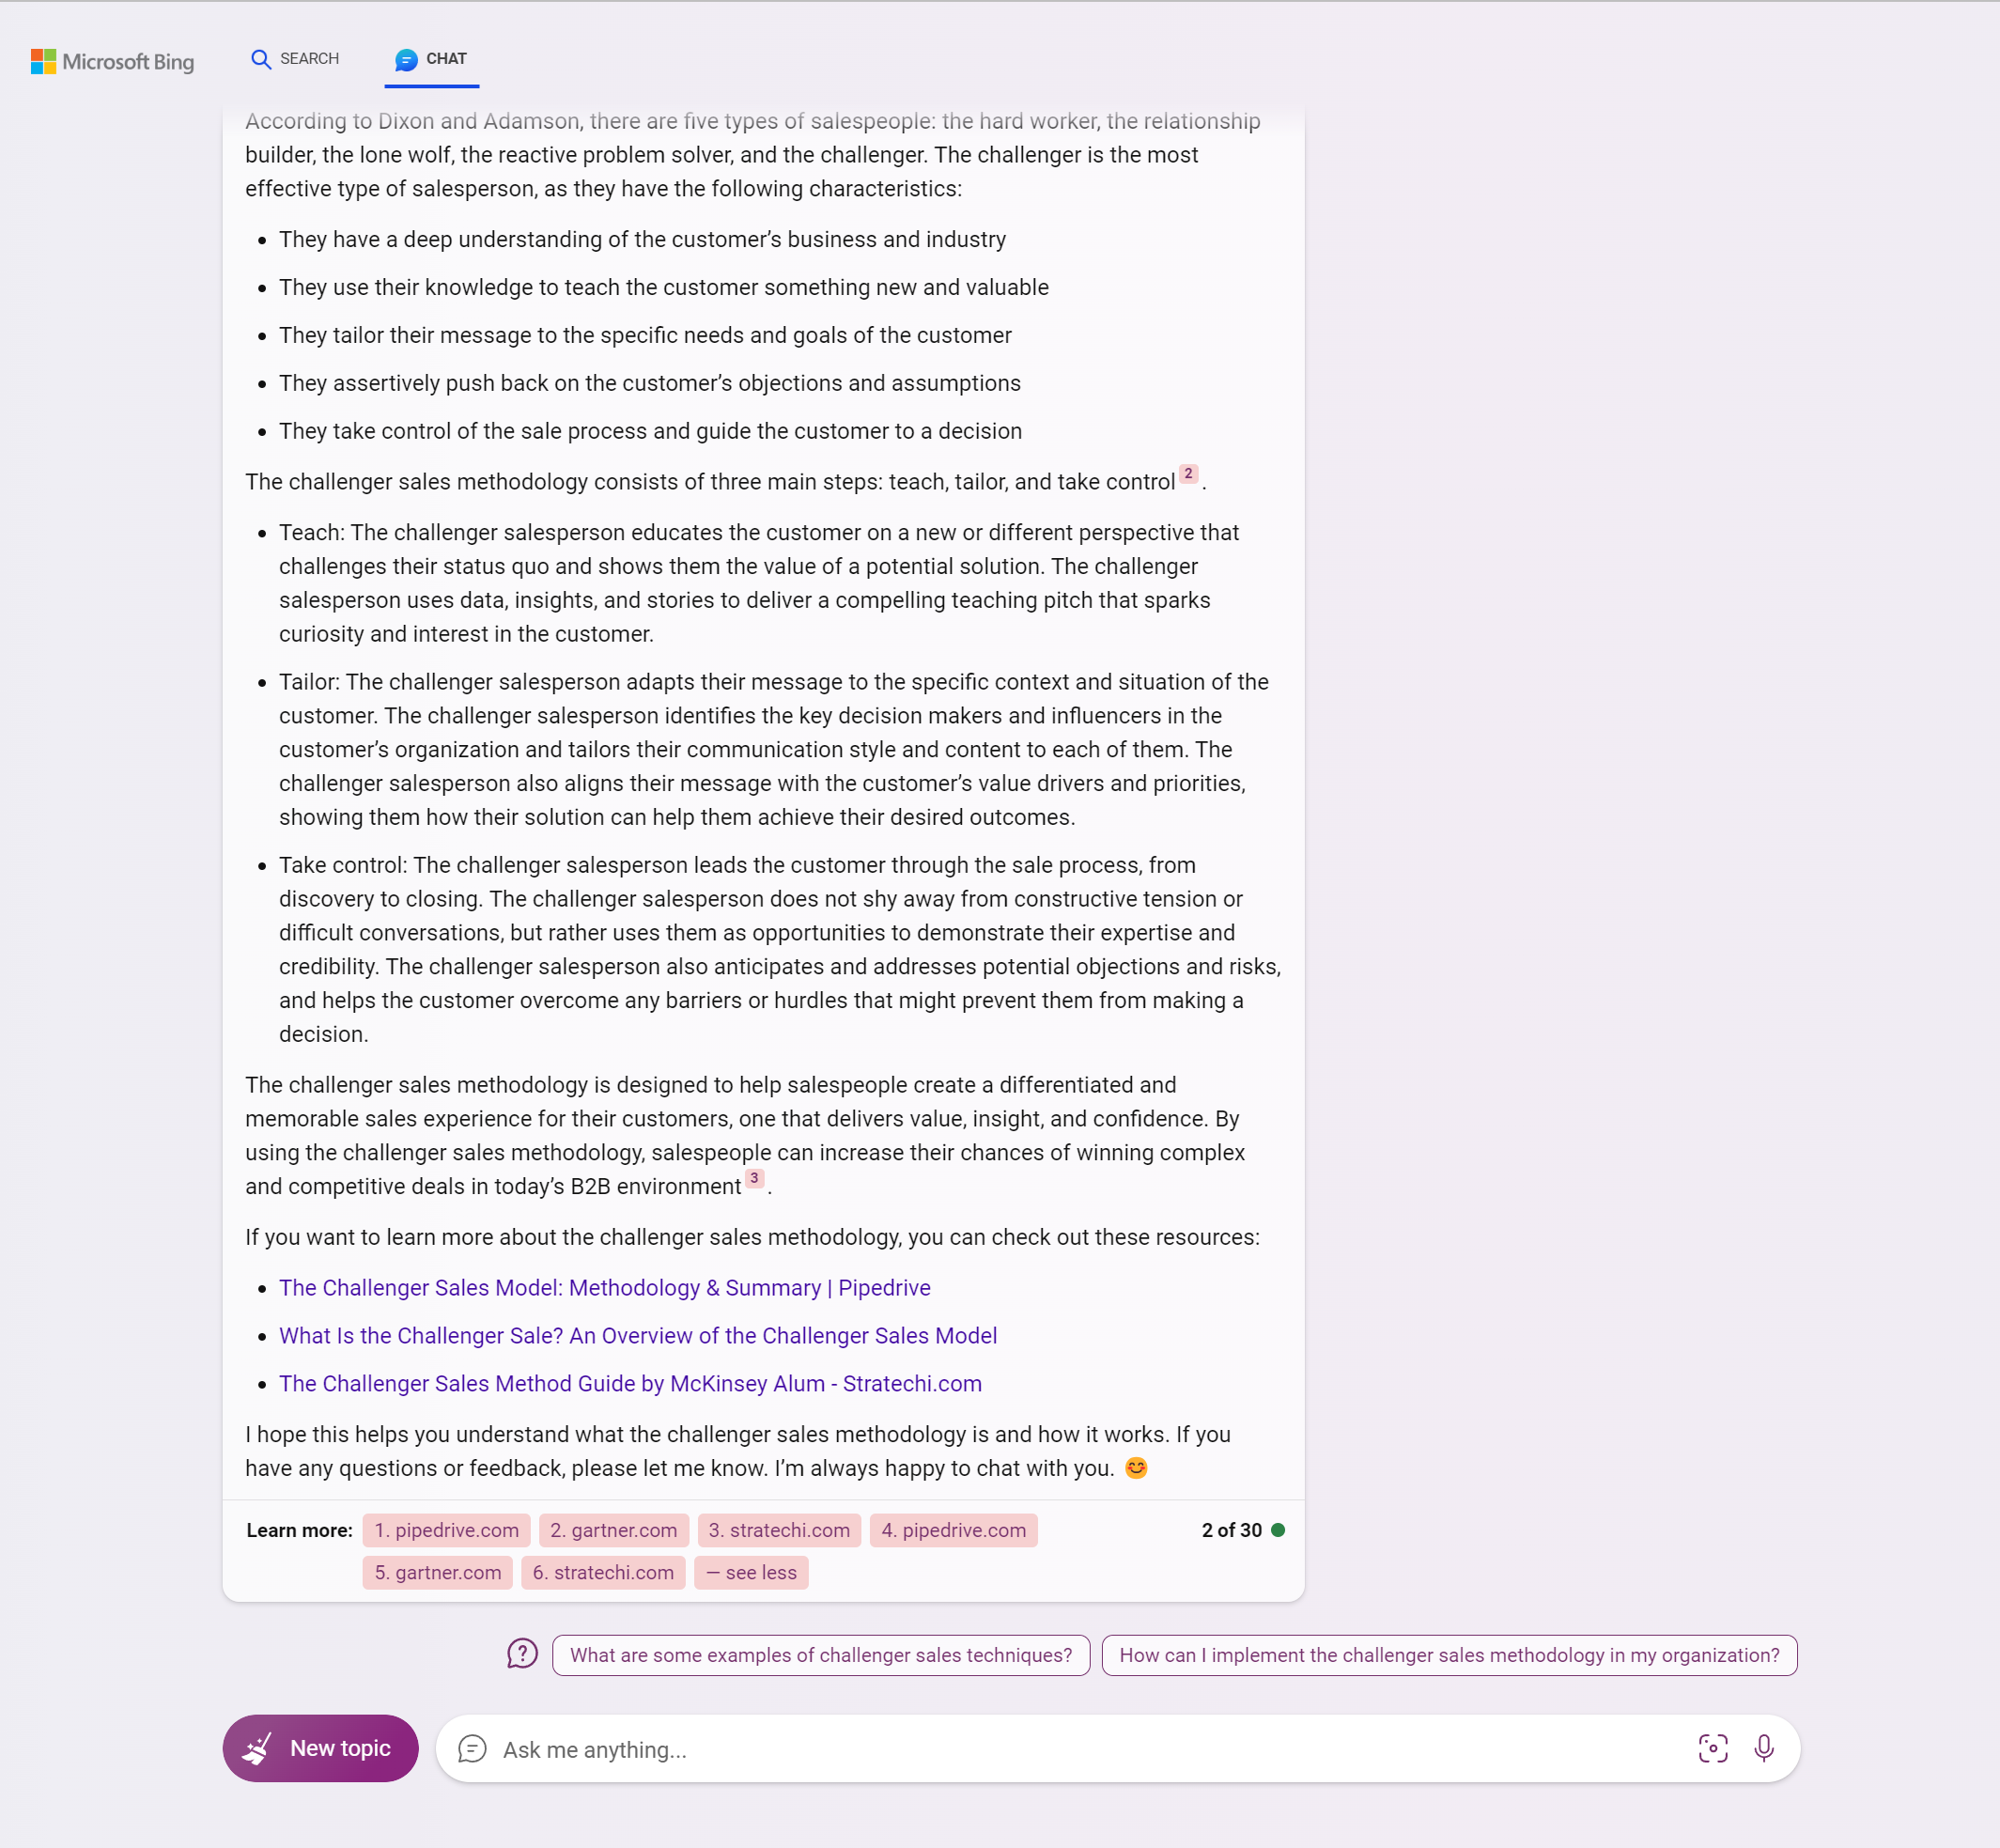 Microsoft Bing
SEARCH
CHAT
According to Dixon and Adamson, there are five types of salespeople: the hard worker, the relationship
builder, the lone wolf, the reactive problem solver, and the challenger. The challenger is the most
effective type of salesperson, as they have the following characteristics:
• They have a deep understanding of the customer’s business and industry
• They use their knowledge to teach the customer something new and valuable
• They tailor their message to the specific needs and goals of the customer
• They assertively push back on the customer’s objections and assumptions
• They take control of the sale process and guide the customer to a decision
The challenger sales methodology consists of three main steps: teach, tailor, and take control 2 .
• Teach: The challenger salesperson educates the customer on a new or different perspective that
challenges their status quo and shows them the value of a potential solution. The challenger
salesperson uses data, insights, and stories to deliver a compelling teaching pitch that sparks
curiosity and interest in the customer.
• Tailor: The challenger salesperson adapts their message to the specific context and situation of the
customer. The challenger salesperson identifies the key decision makers and influencers in the
customer’s organization and tailors their communication style and content to each of them. The
challenger salesperson also aligns their message with the customer’s value drivers and priorities,
showing them how their solution can help them achieve their desired outcomes.
• Take control: The challenger salesperson leads the customer through the sale process, from
discovery to closing. The challenger salesperson does not shy away from constructive tension or
difficult conversations, but rather uses them as opportunities to demonstrate their expertise and
credibility. The challenger salesperson also anticipates and addresses potential objections and risks,
and helps the customer overcome any barriers or hurdles that might prevent them from making a
decision.
The challenger sales methodology is designed to help salespeople create a differentiated and
memorable sales experience for their customers, one that delivers value, insight, and confidence. By
using the challenger sales methodology, salespeople can increase their chances of winning complex
and competitive deals in today’s B2B environment 3 .
If you want to learn more about the challenger sales methodology, you can check out these resources:
• The Challenger Sales Model: Methodology & Summary | Pipedrive
• What Is the Challenger Sale? An Overview of the Challenger Sales Model
• The Challenger Sales Method Guide by McKinsey Alum - Stratechi.com
I hope this helps you understand what the challenger sales methodology is and how it works. If you
have any questions or feedback, please let me know. I’m always happy to chat with you. 😊
Learn more: 1. pipedrive.com 2. gartner.com 3. stratechi.com 4. pipedrive.com 2 of 30
5. gartner.com 6. stratechi.com — see less
What are some examples of challenger sales techniques? How can I implement the challenger sales methodology in my organization?
New topic
Ask me anything...